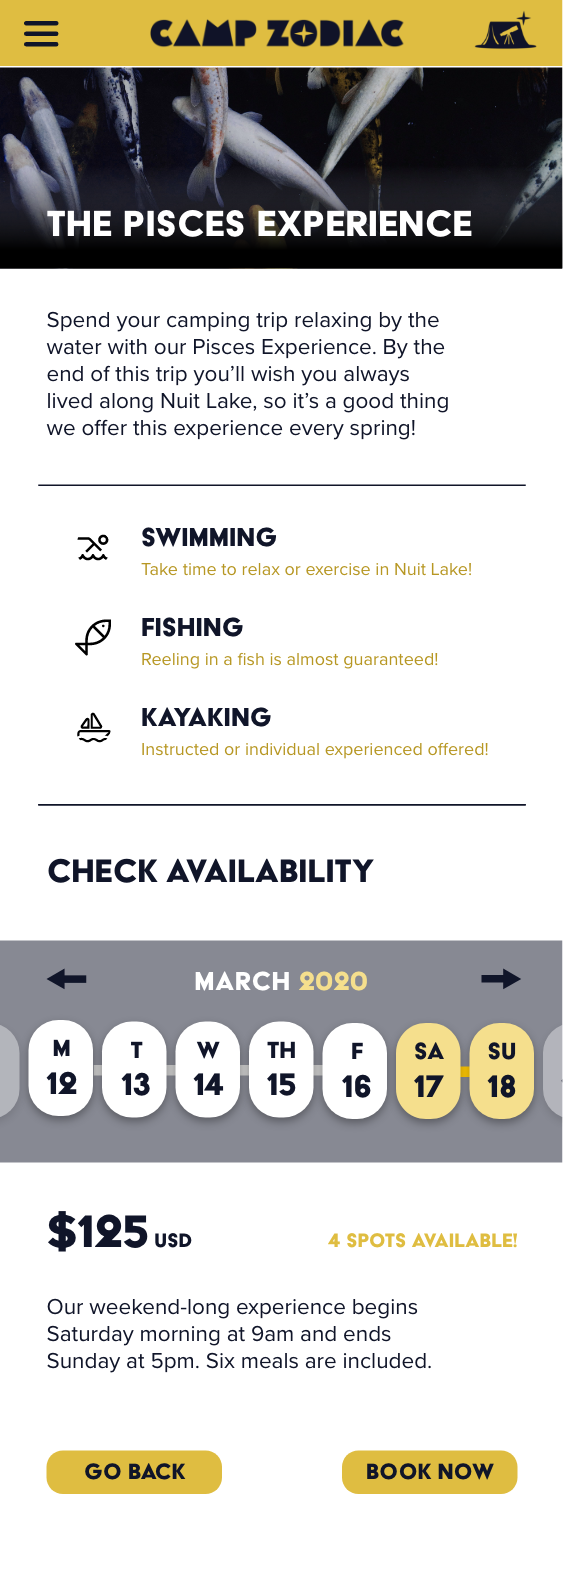 CAMP ZODIAC
THE PISCES EXPERIENCE
Spend your camping trip relaxing by the
water with our Pisces Experience. By the
end of this trip you’ll wish you always
lived along Nuit Lake, so it’s a good thing
we offer this experience every spring!
SWIMMING
Take time to relax or exercise in Nuit Lake!
FISHING
Reeling in a fish is almost guaranteed!
KAYAKING
Instructed or individual experienced offered!
CHECK AVAILABILITY
MARCH 2020
M T W TH F SA SU
12 13 14 15 16 17 18
$125 USD
4 SPOTS AVAILABLE!
Our weekend-long experience begins
Saturday morning at 9am and ends
Sunday at 5pm. Six meals are included.
GO BACK
BOOK NOW